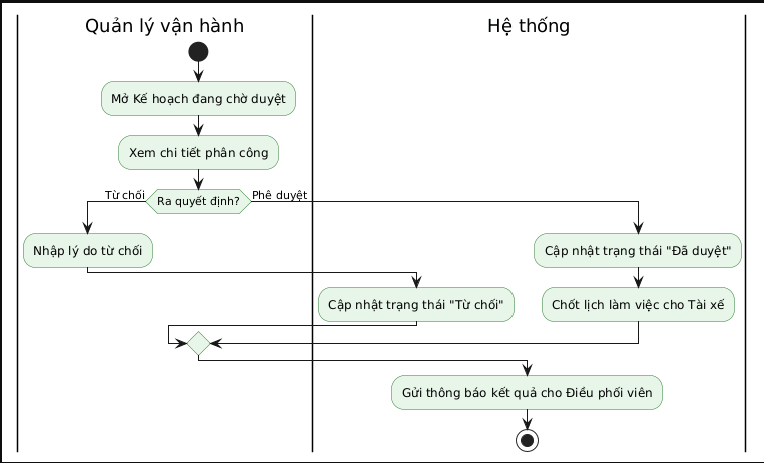 Quản lý vận hành
Hệ thống
Mở Kế hoạch đang chờ duyệt
Xem chi tiết phân công
Từ chối
Ra quyết định?
Phê duyệt
Nhập lý do từ chối
Cập nhật trạng thái "Đã duyệt"
Cập nhật trạng thái "Từ chối"
Chốt lịch làm việc cho Tài xế
Gửi thông báo kết quả cho Điều phối viên